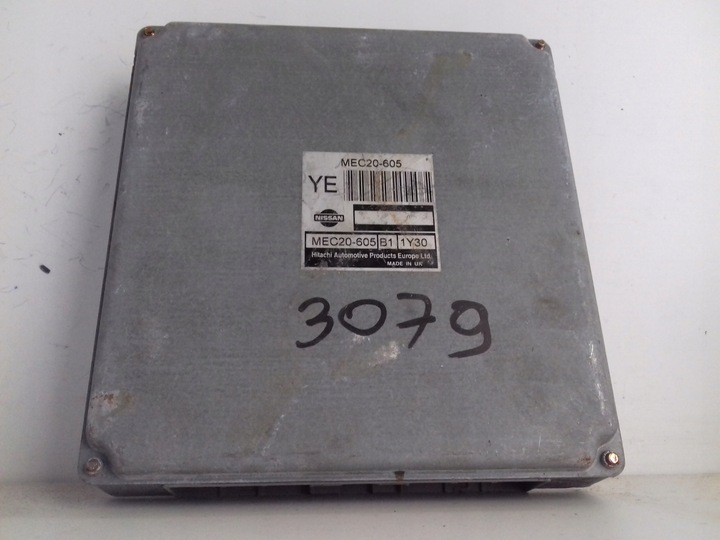 MEC20-605
YE
NISSAN
MEC20-605 B1 1Y30
Hitachi Automotive Products Europe Ltd.
MADE IN UK
3079